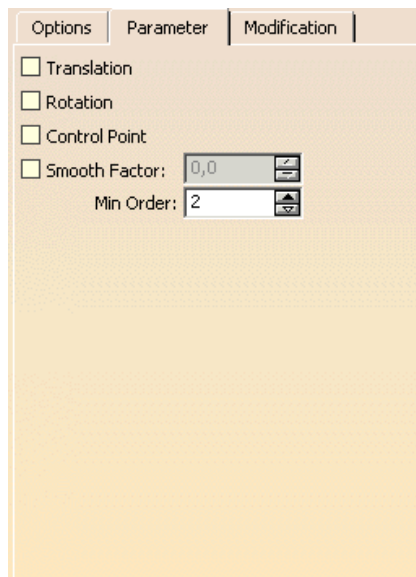 Options Parameter Modification
Translation
Rotation
Control Point
Smooth Factor: 0,0
Min Order: 2